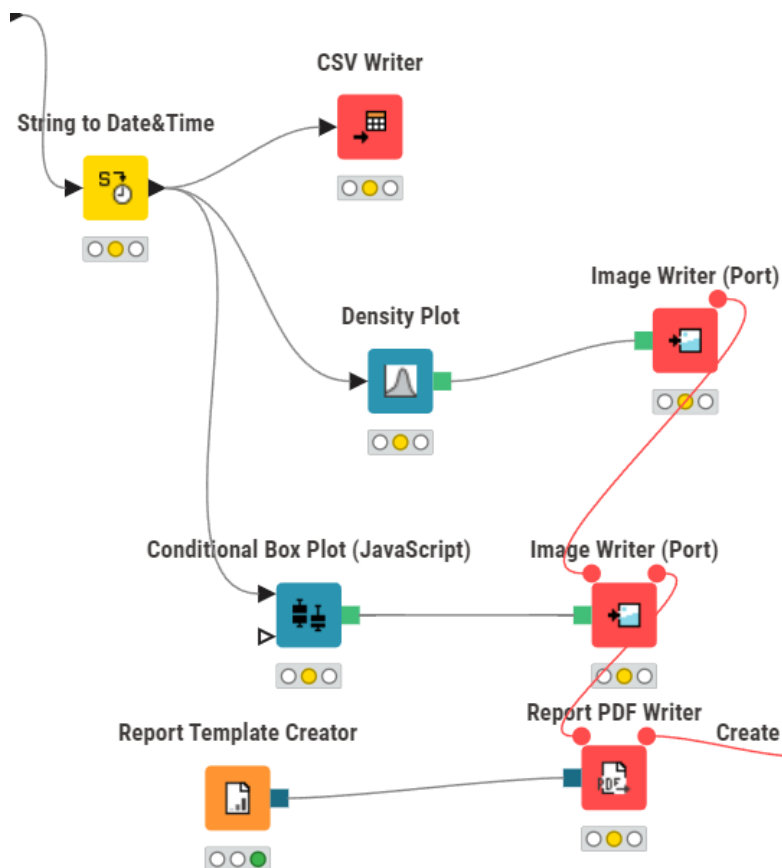 CSV Writer
String to Date&Time
S
Image Writer (Port)
Density Plot
Conditional Box Plot (JavaScript)
Image Writer (Port)
Report PDF Writer
Report Template Creator
Create
PDF